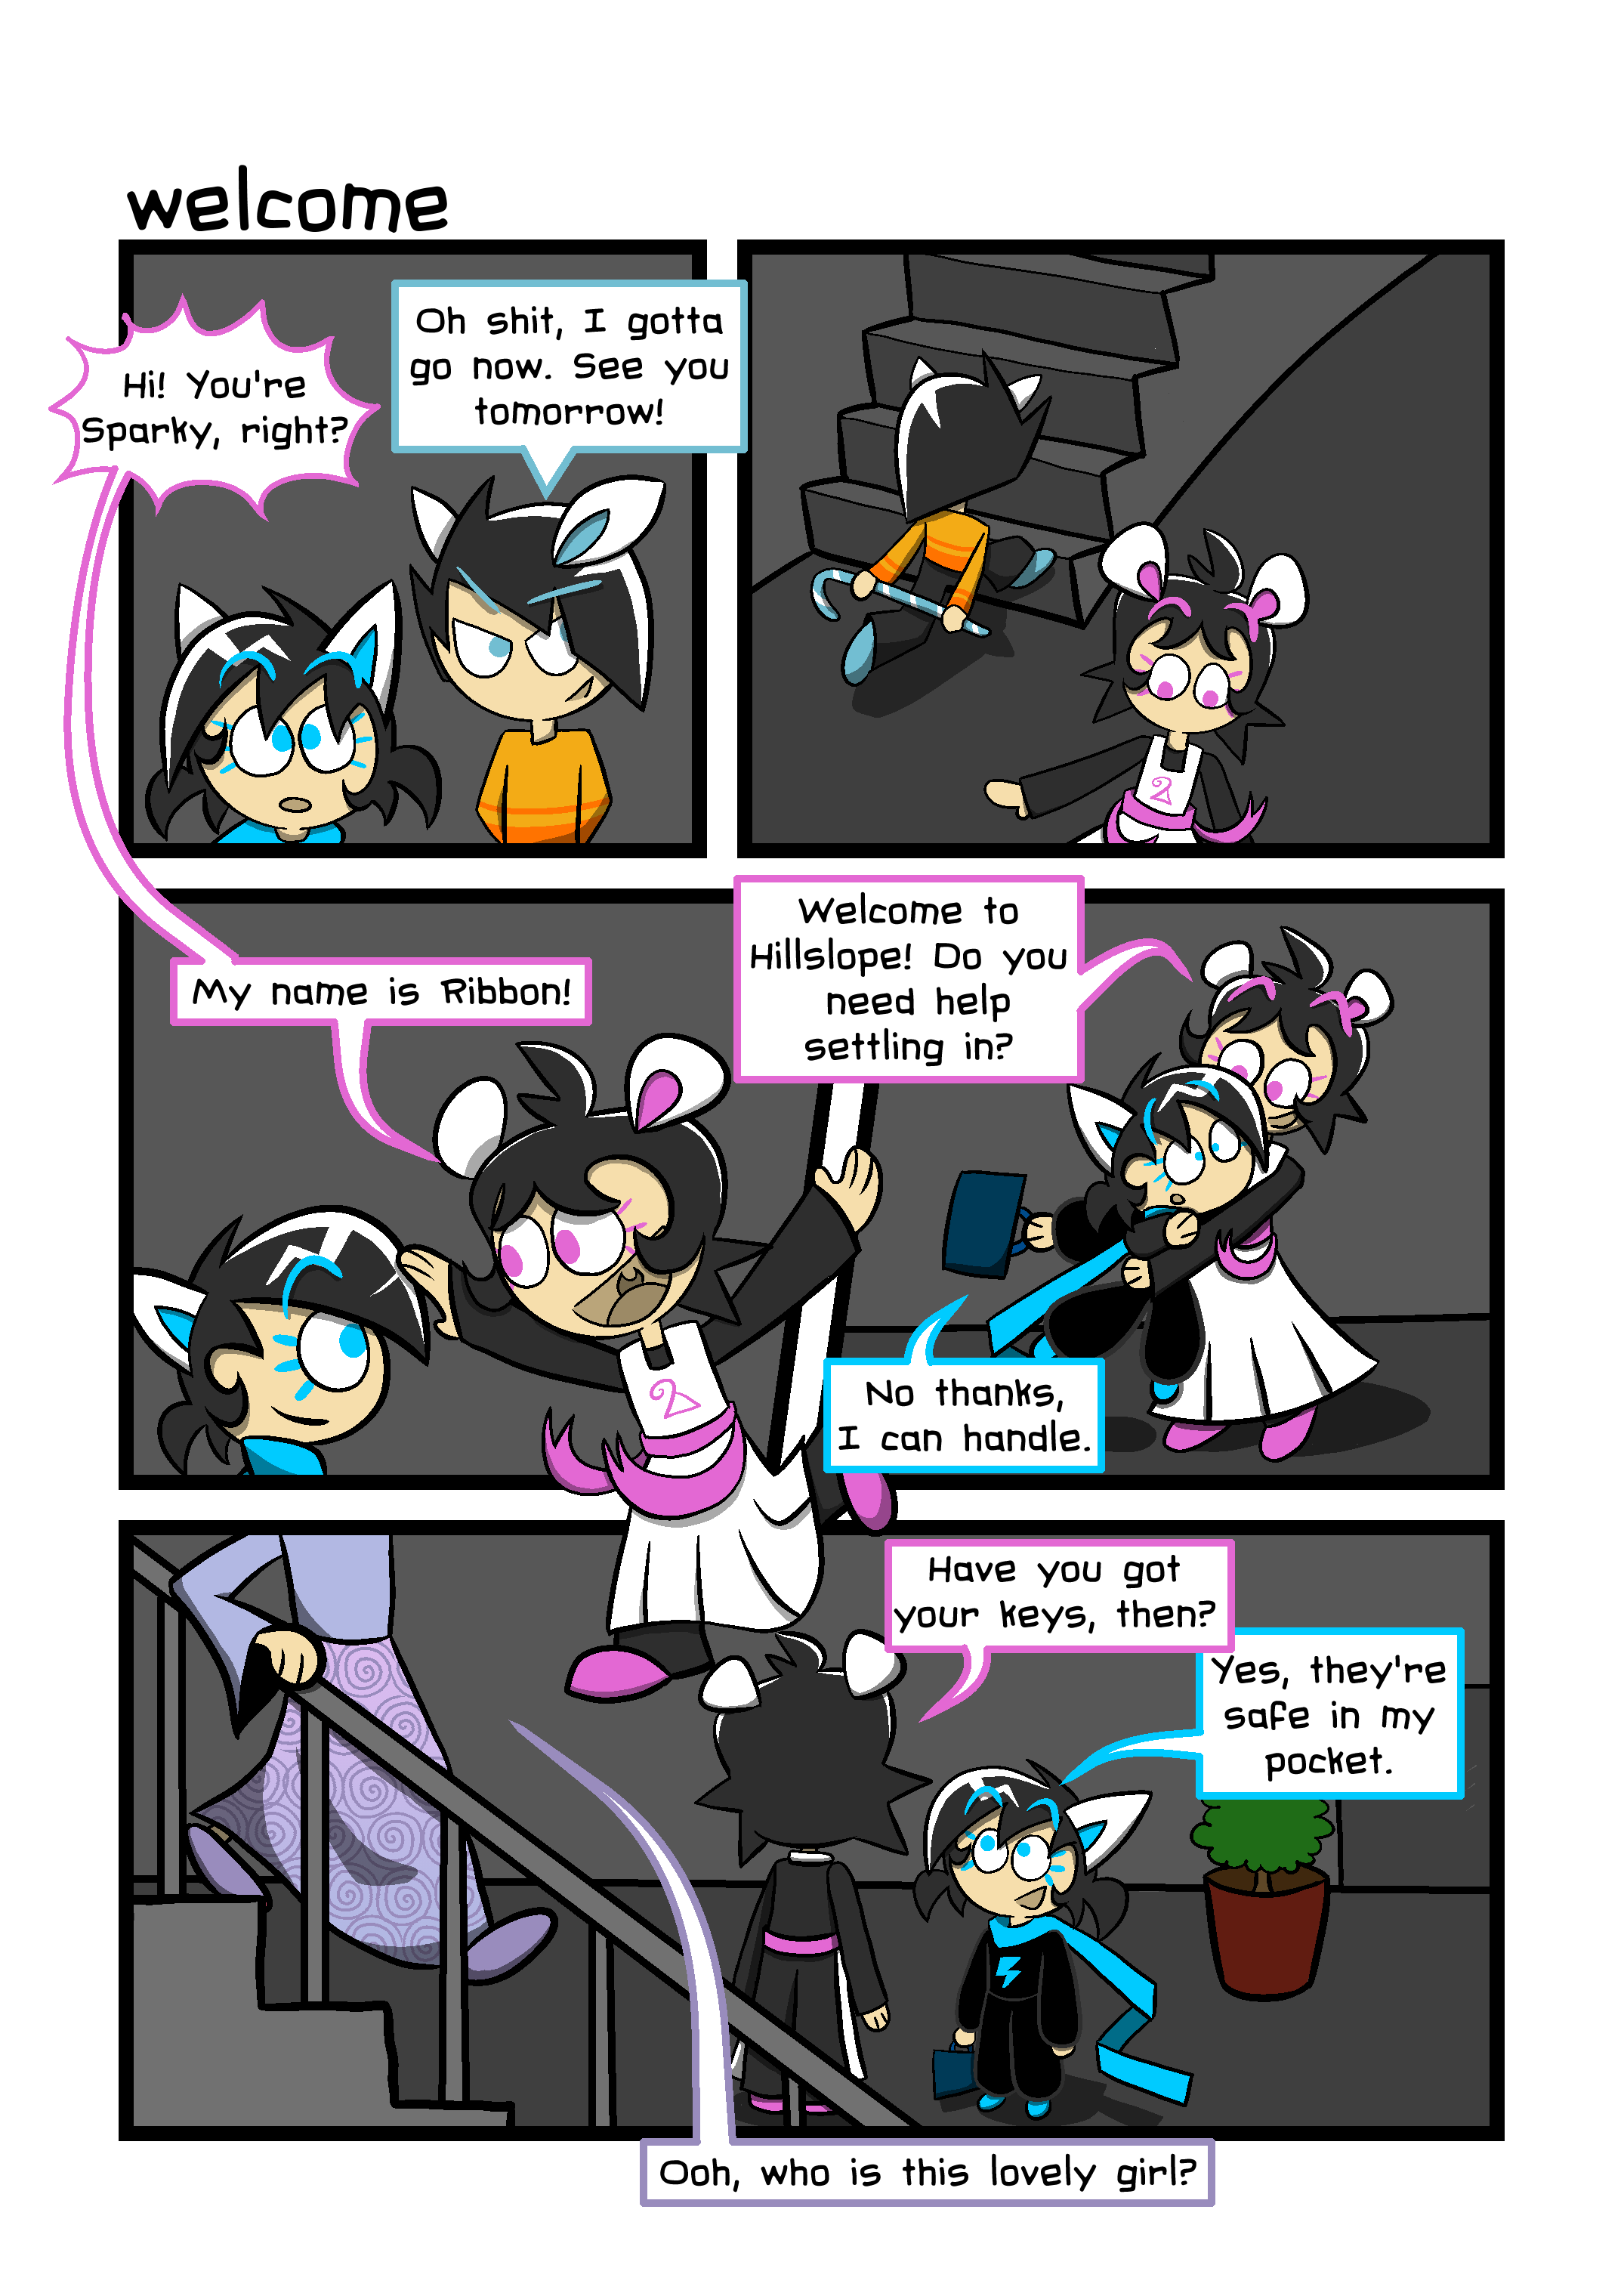 welcome
Hi! You're
Sparky, right?
Oh shit, I gotta
go now. See you
tomorrow!
My name is Ribbon!
Welcome to
Hillslope! Do you
need help
settling in?
No thanks,
I can handle.
Have you got
your keys, then?
Yes, they're
safe in my
pocket.
Ooh, who is this lovely girl?